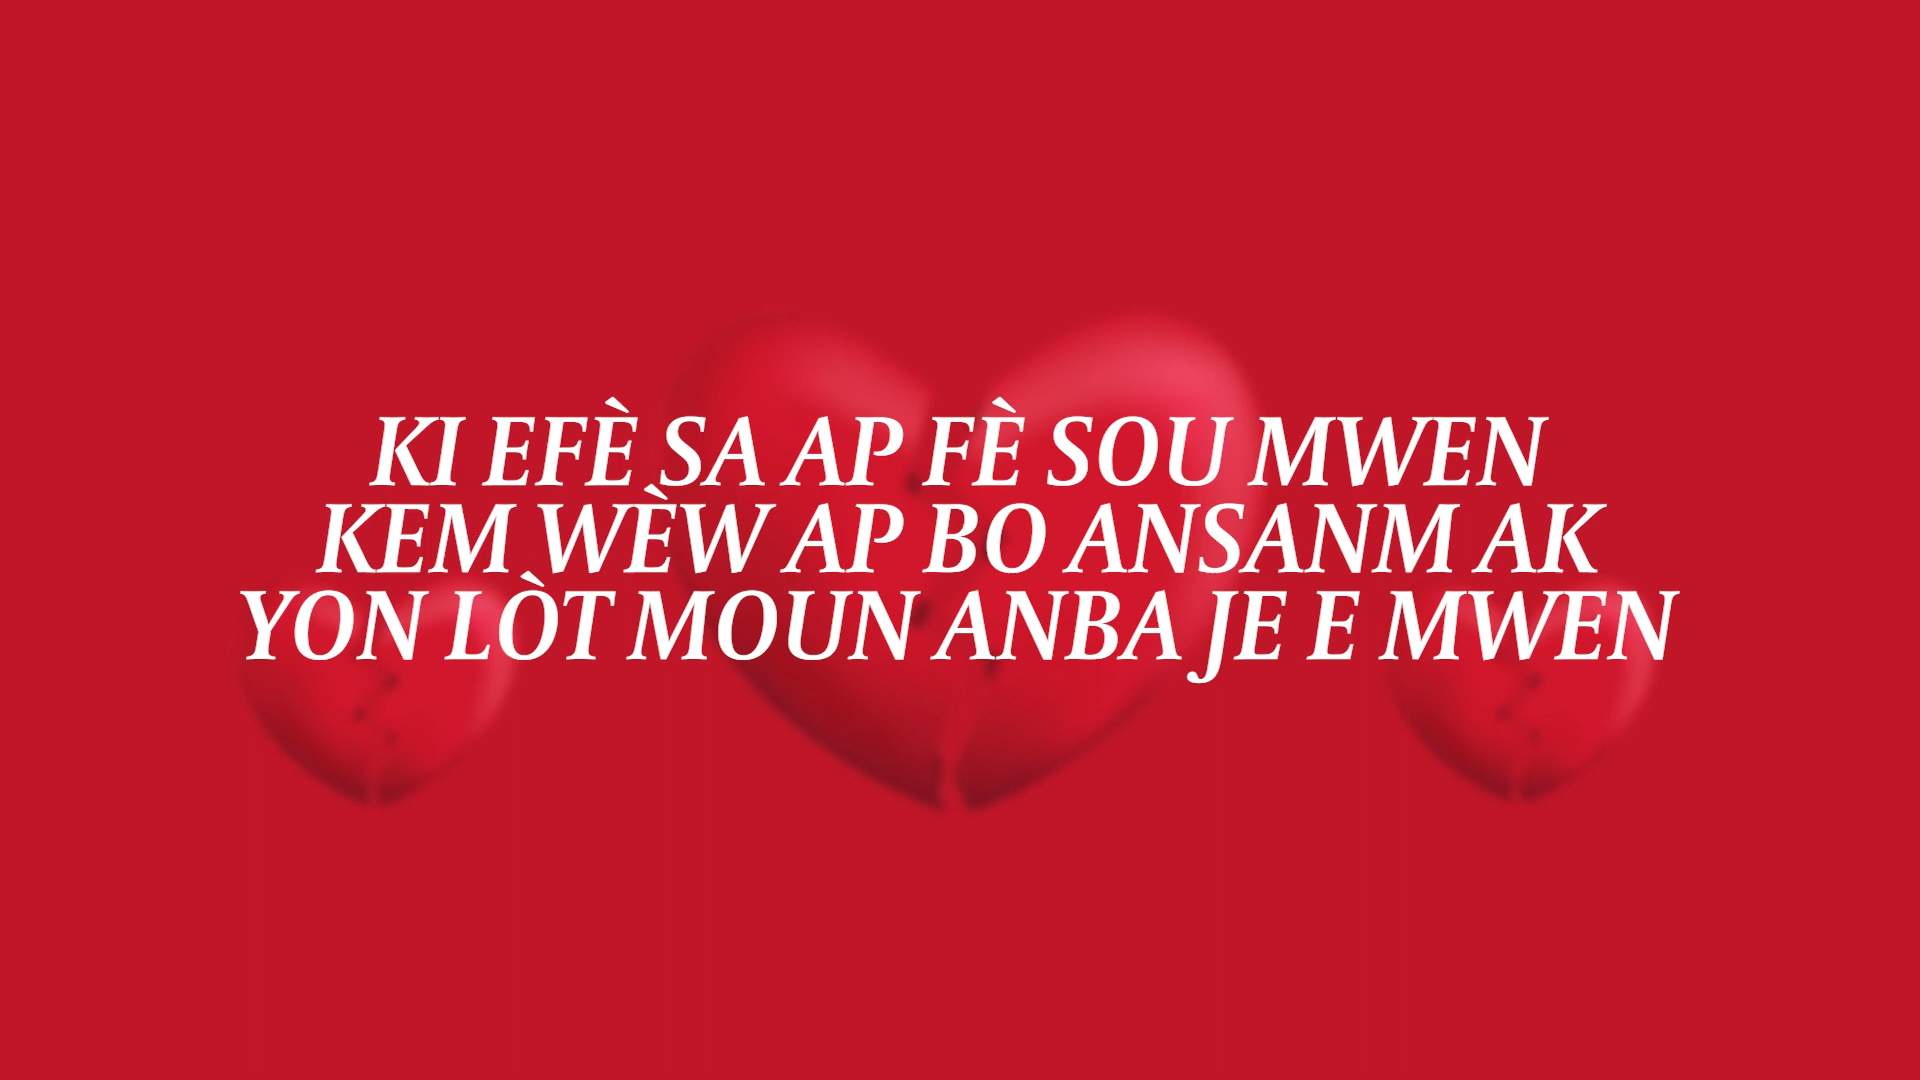 KI EFÈ SA AP FÈ SOU MWEN
KEM WÈW AP BO ANSANM AK
YON LÒT MOUN ANBA JE E MWEN